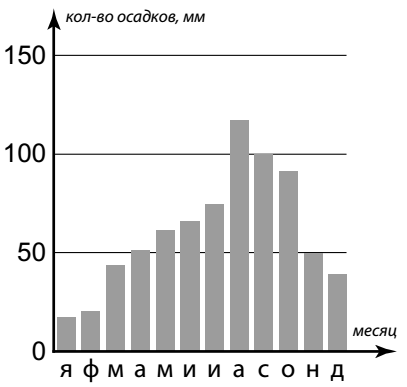 кол-во осадков, мм
150
100
50
0
месяц
я ф м а м и и а с о н д